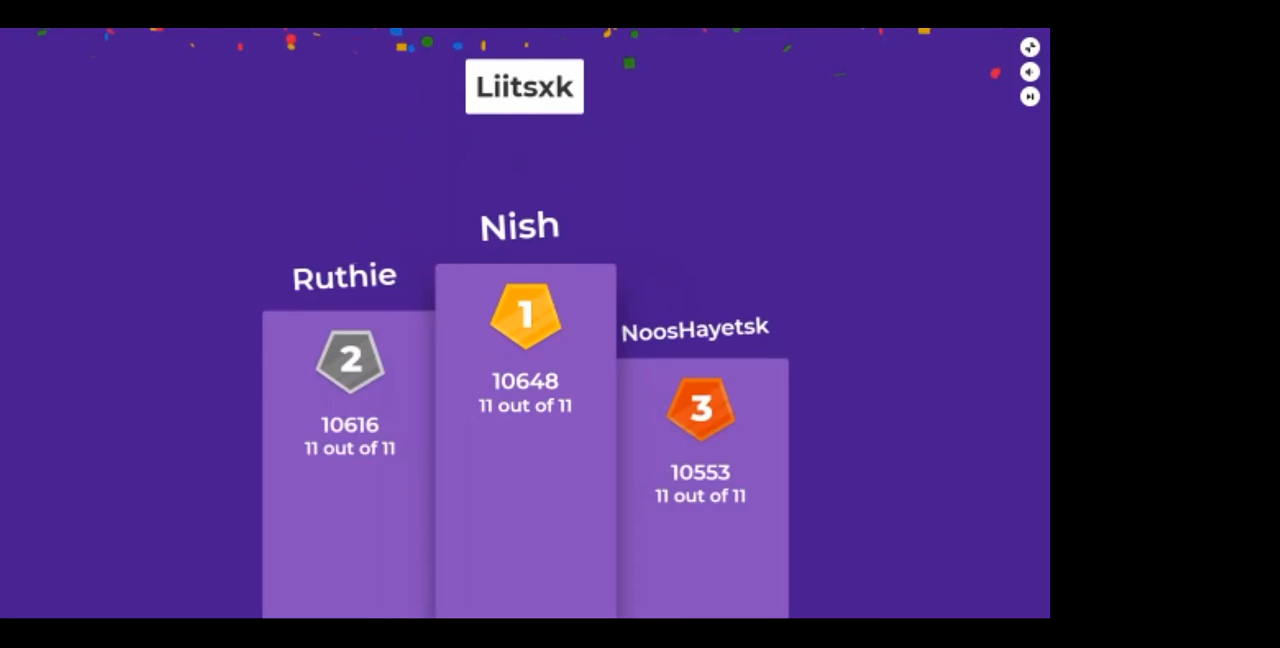 Liitsxk
Nish
Ruthie
NoosHayetsk
1
2
3
10648
11 out of 11
10616
11 out of 11
10553
11 out of 11